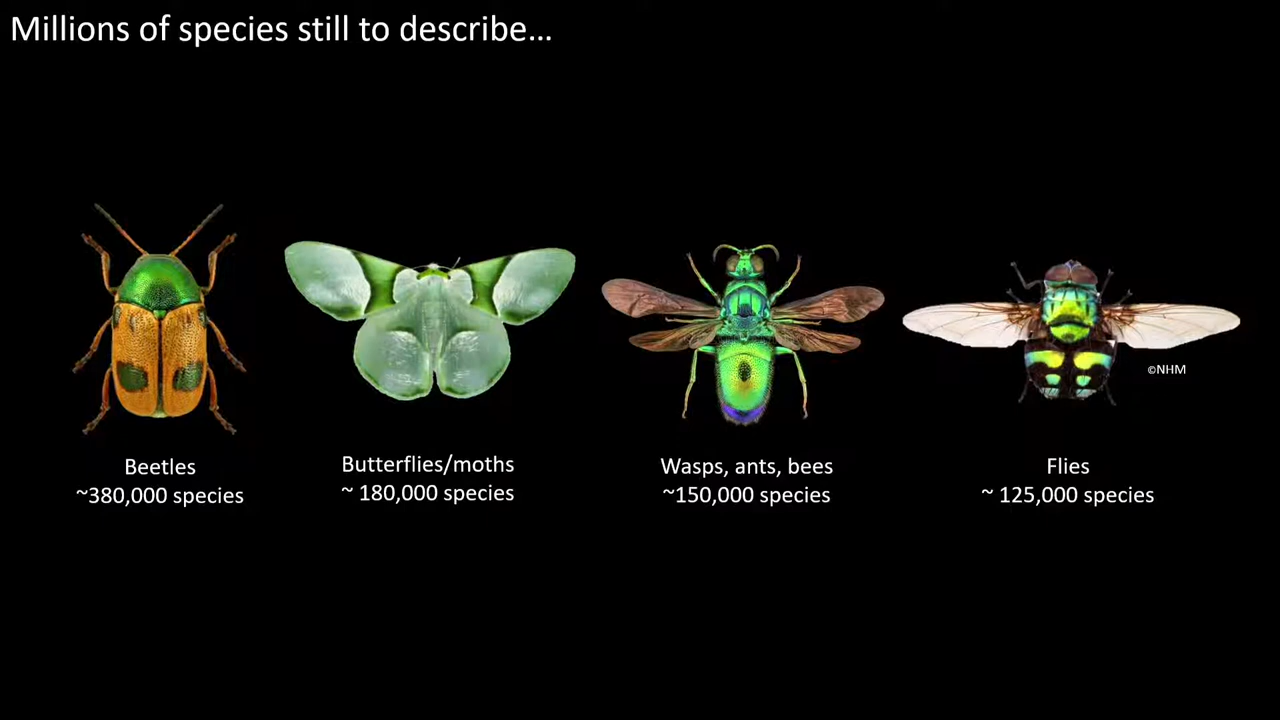 Millions of species still to describe…
©NHM
Beetles
~380,000 species
Butterflies/moths
~ 180,000 species
Wasps, ants, bees
~150,000 species
Flies
~ 125,000 species